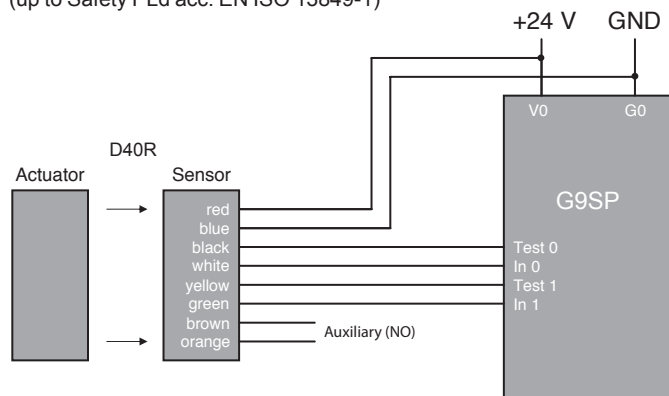 (up to Safety PLd acc. EN ISO 13849-1)
+24 V GND
V0 G0
D40R
Actuator Sensor
G9SP
red
blue
black Test 0
white In 0
yellow Test 1
green In 1
brown
orange
Auxiliary (NO)